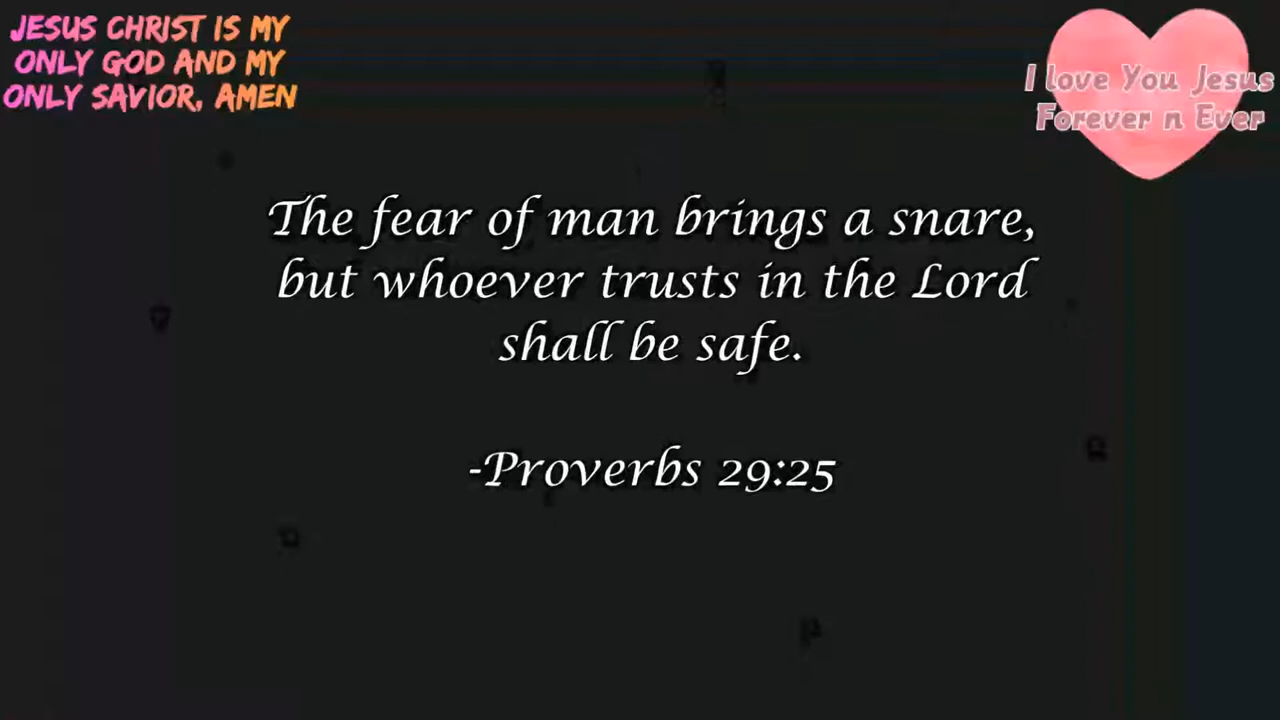 JESUS CHRIST IS MY
ONLY GOD AND MY
ONLY SAVIOR, AMEN
I love You Jesus
Forever n Ever
The fear of man brings a snare,
but whoever trusts in the Lord
shall be safe.
-Proverbs 29:25